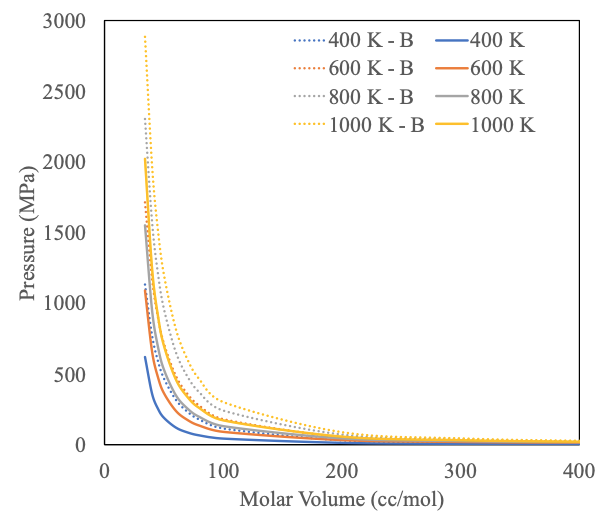 3000
400 K - B 400 K
600 K - B 600 K
2500
800 K - B 800 K
1000 K - B 1000 K
2000
1500
Pressure (MPa)
1000
500
0
0 100 200 300 400
Molar Volume (cc/mol)